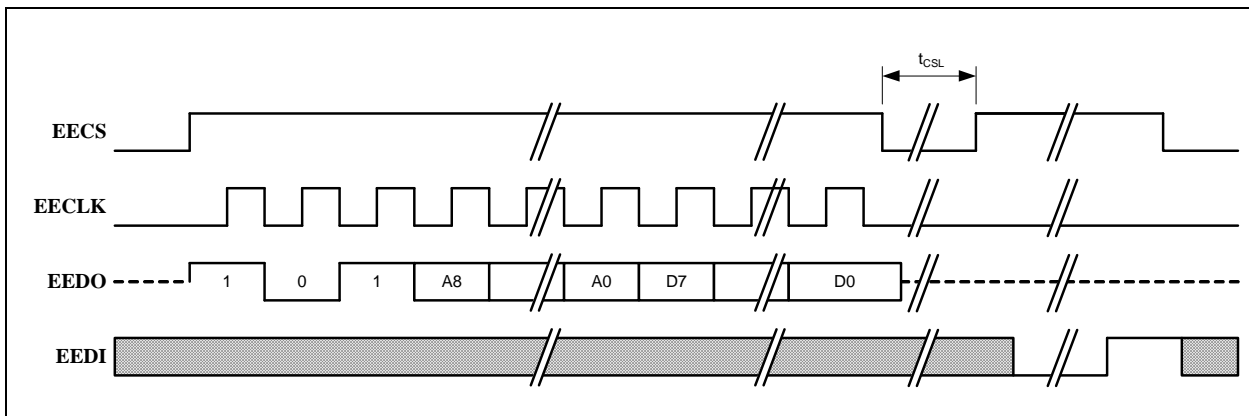 tCSL
EECS
EECLK
EEDO 1 0 1 A8 A0 D7 D0
EEDI